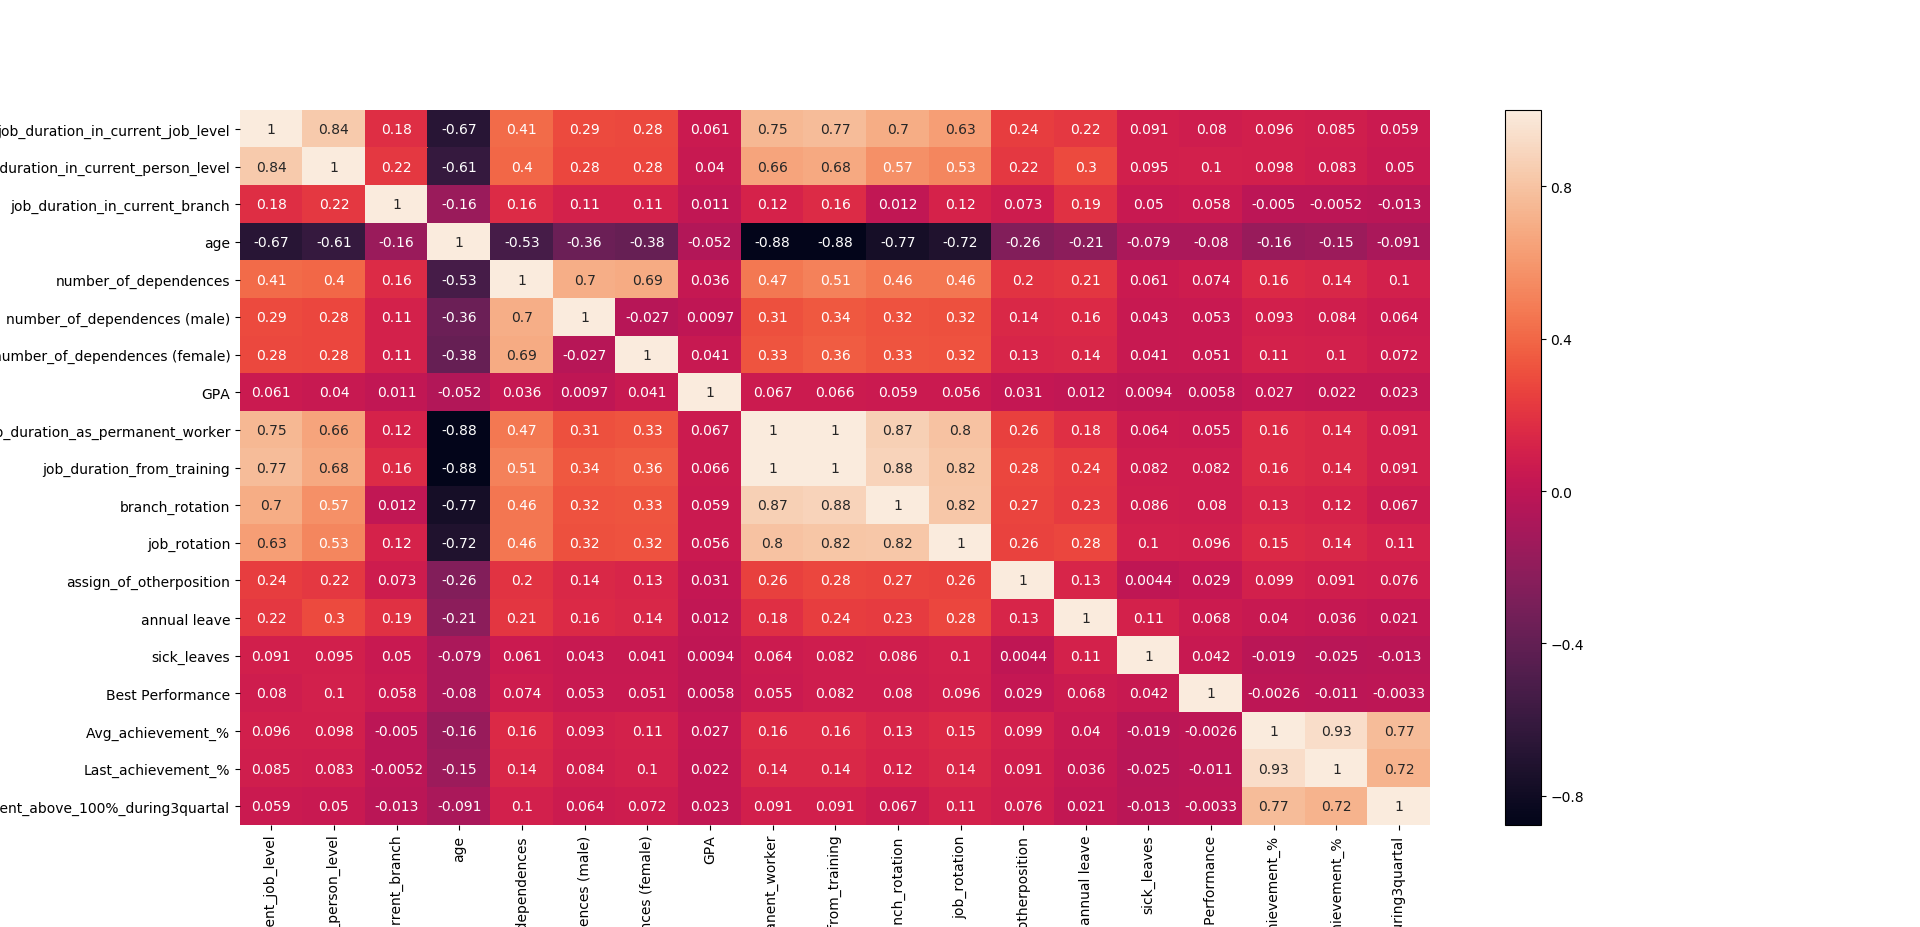 job_duration_in_current_job_level 1 0.84 0.18 -0.67 0.41 0.29 0.28 0.061 0.75 0.77 0.7 0.63 0.24 0.22 0.091 0.08 0.096 0.085 0.059
duration_in_current_person_level 0.84 1 0.22 -0.61 0.4 0.28 0.28 0.04 0.66 0.68 0.57 0.53 0.22 0.3 0.095 0.1 0.098 0.083 0.05
job_duration_in_current_branch 0.18 0.22 1 -0.16 0.16 0.11 0.11 0.011 0.12 0.16 0.012 0.12 0.073 0.19 0.05 0.058 -0.005 -0.0052 -0.013
age -0.67 -0.61 -0.16 1 -0.53 -0.36 -0.38 -0.052 -0.88 -0.88 -0.77 -0.72 -0.26 -0.21 -0.079 -0.08 -0.16 -0.15 -0.091
number_of_dependences 0.41 0.4 0.16 -0.53 1 0.7 0.69 0.036 0.47 0.51 0.46 0.46 0.2 0.21 0.061 0.074 0.16 0.14 0.1
number_of_dependences (male) 0.29 0.28 0.11 -0.36 0.7 1 -0.027 0.0097 0.31 0.34 0.32 0.32 0.14 0.16 0.043 0.053 0.093 0.084 0.064
number_of_dependences (female) 0.28 0.28 0.11 -0.38 0.69 -0.027 1 0.041 0.33 0.36 0.33 0.32 0.13 0.14 0.041 0.051 0.11 0.1 0.072
GPA 0.061 0.04 0.011 -0.052 0.036 0.0097 0.041 1 0.067 0.066 0.059 0.056 0.031 0.012 0.0094 0.0058 0.027 0.022 0.023
b_duration_as_permanent_worker 0.75 0.66 0.12 -0.88 0.47 0.31 0.33 0.067 1 1 0.87 0.8 0.26 0.18 0.064 0.055 0.16 0.14 0.091
job_duration_from_training 0.77 0.68 0.16 -0.88 0.51 0.34 0.36 0.066 1 1 0.88 0.82 0.28 0.24 0.082 0.082 0.16 0.14 0.091
branch_rotation 0.7 0.57 0.012 -0.77 0.46 0.32 0.33 0.059 0.87 0.88 1 0.82 0.27 0.23 0.086 0.08 0.13 0.12 0.067
job_rotation 0.63 0.53 0.12 -0.72 0.46 0.32 0.32 0.056 0.8 0.82 0.82 1 0.26 0.28 0.1 0.096 0.15 0.14 0.11
assign_of_otherposition 0.24 0.22 0.073 -0.26 0.2 0.14 0.13 0.031 0.26 0.28 0.27 0.26 1 0.13 0.0044 0.029 0.099 0.091 0.076
annual leave 0.22 0.3 0.19 -0.21 0.21 0.16 0.14 0.012 0.18 0.24 0.23 0.28 0.13 1 0.11 0.068 0.04 0.036 0.021
sick_leaves 0.091 0.095 0.05 -0.079 0.061 0.043 0.041 0.0094 0.064 0.082 0.086 0.1 0.0044 0.11 1 0.042 -0.019 -0.025 -0.013
Best Performance 0.08 0.1 0.058 -0.08 0.074 0.053 0.051 0.0058 0.055 0.082 0.08 0.096 0.029 0.068 0.042 1 -0.0026 -0.011 -0.0033
Avg_achievement_% 0.096 0.098 -0.005 -0.16 0.16 0.093 0.11 0.027 0.16 0.16 0.13 0.15 0.099 0.04 -0.019 -0.0026 1 0.93 0.77
Last_achievement_% 0.085 0.083 -0.0052 -0.15 0.14 0.084 0.1 0.022 0.14 0.14 0.12 0.14 0.091 0.036 -0.025 -0.011 0.93 1 0.72
ent_above_100%_during3quartal 0.059 0.05 -0.013 -0.091 0.1 0.064 0.072 0.023 0.091 0.091 0.067 0.11 0.076 0.021 -0.013 -0.0033 0.77 0.72 1
ent_job_level
_person_level
rrent_branch
age
dependences
ences (male)
nces (female)
GPA
anent_worker
from_training
nch_rotation
job_rotation
otherposition
annual leave
sick_leaves
Performance
hievement_%
hievement_%
uring3quartal
0.8
0.4
0.0
−0.4
−0.8